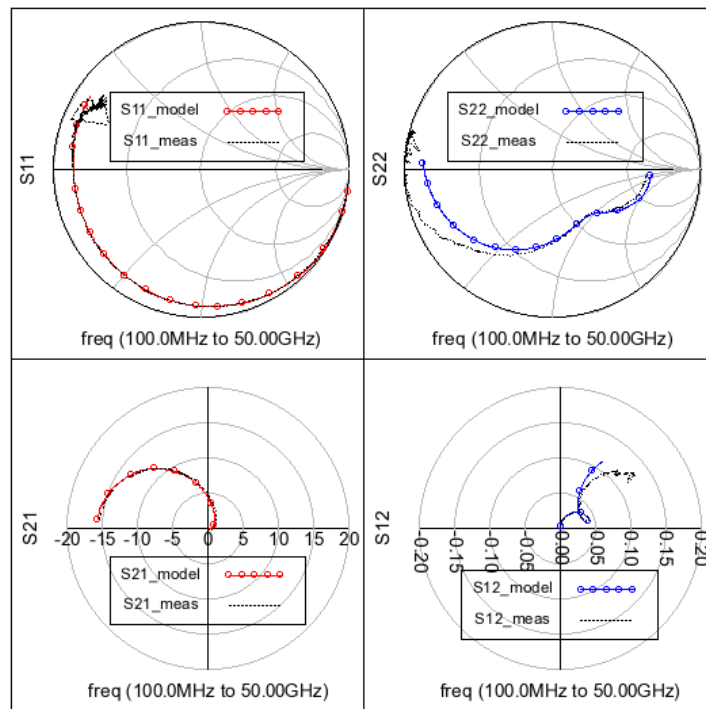 S11
S11_model
S11_meas
freq (100.0MHz to 50.00GHz)
S22
S22_model
S22_meas
freq (100.0MHz to 50.00GHz)
S21
-20 -15 -10 -5 0 5 10 15 20
S21_model
S21_meas
freq (100.0MHz to 50.00GHz)
S12
-0.20 -0.15 -0.10 -0.05 0.00 0.05 0.10 0.15 0.20
S12_model
S12_meas
freq (100.0MHz to 50.00GHz)